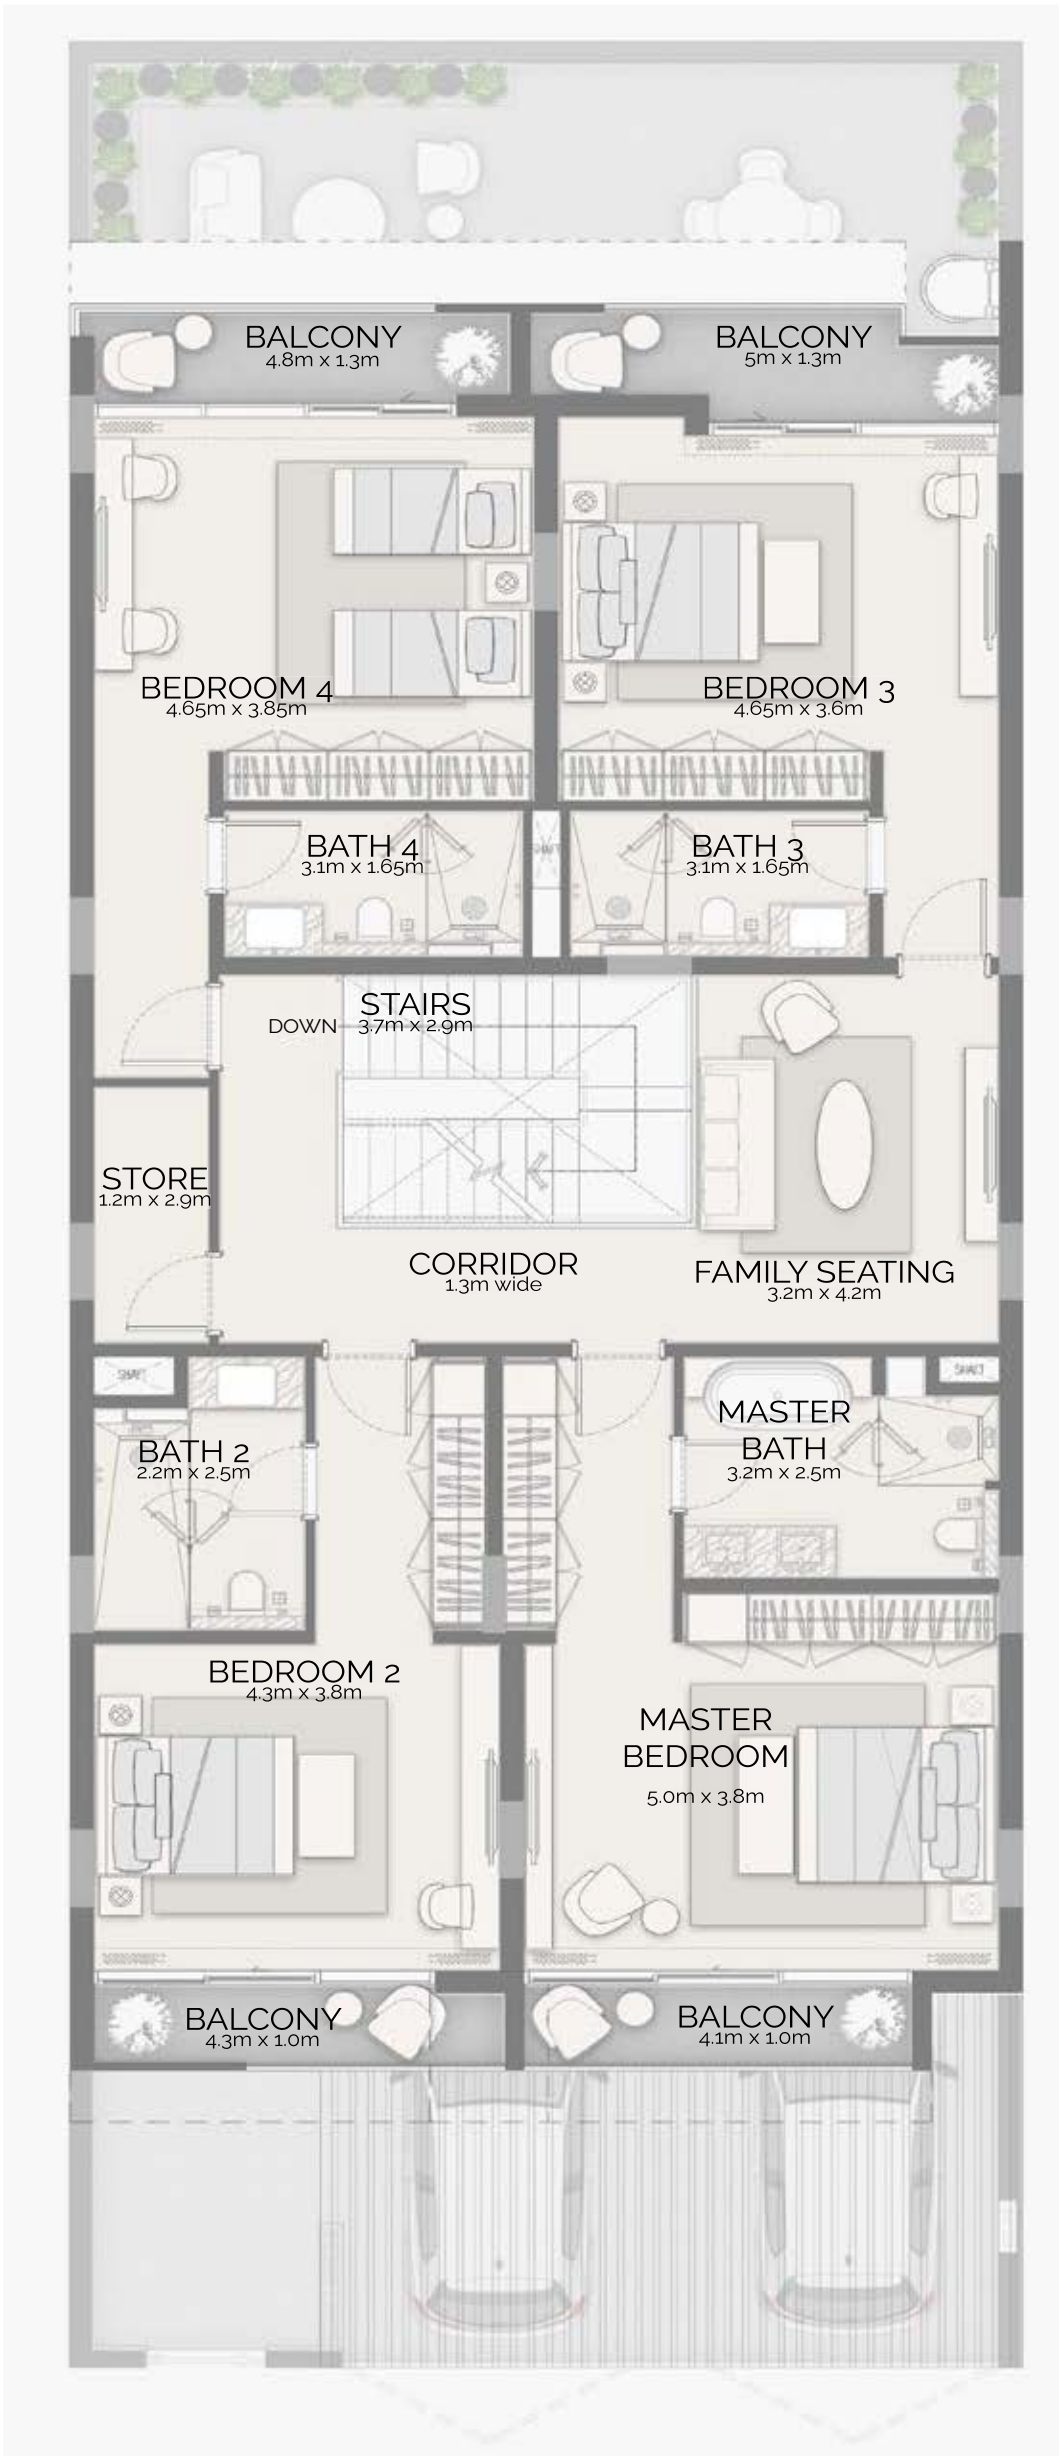 BALCONY
4.8m x 1.3m
BALCONY
5m x 1.3m
BEDROOM 4
4.65m x 3.85m
BEDROOM 3
4.65m x 3.6m
BATH 4
3.1m x 1.65m
SHAFT
BATH 3
3.1m x 1.65m
STAIRS
3.7m x 2.9m
DOWN
STORE
1.2m x 2.9m
CORRIDOR
1.3m wide
FAMILY SEATING
3.2m x 4.2m
SHAFT
SHAFT
BATH 2
2.2m x 2.5m
MASTER
BATH
3.2m x 2.5m
BEDROOM 2
4.3m x 3.8m
MASTER
BEDROOM
5.0m x 3.8m
BALCONY
4.3m x 1.0m
BALCONY
4.1m x 1.0m